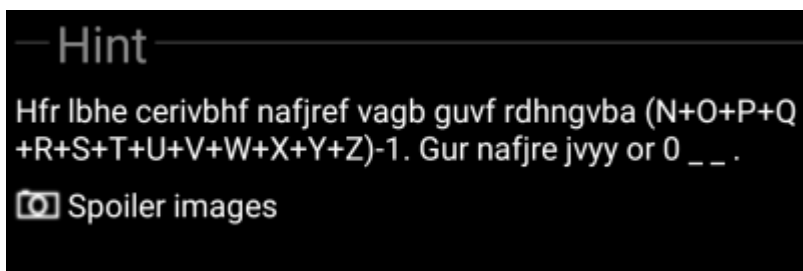 Hint
Hfr lbhe cerivbhf nafjref vagb guvf rdhngvba (N+O+P+Q
+R+S+T+U+V+W+X+Y+Z)-1. Gur nafjre jvyy or 0 _ _ .
Spoiler images